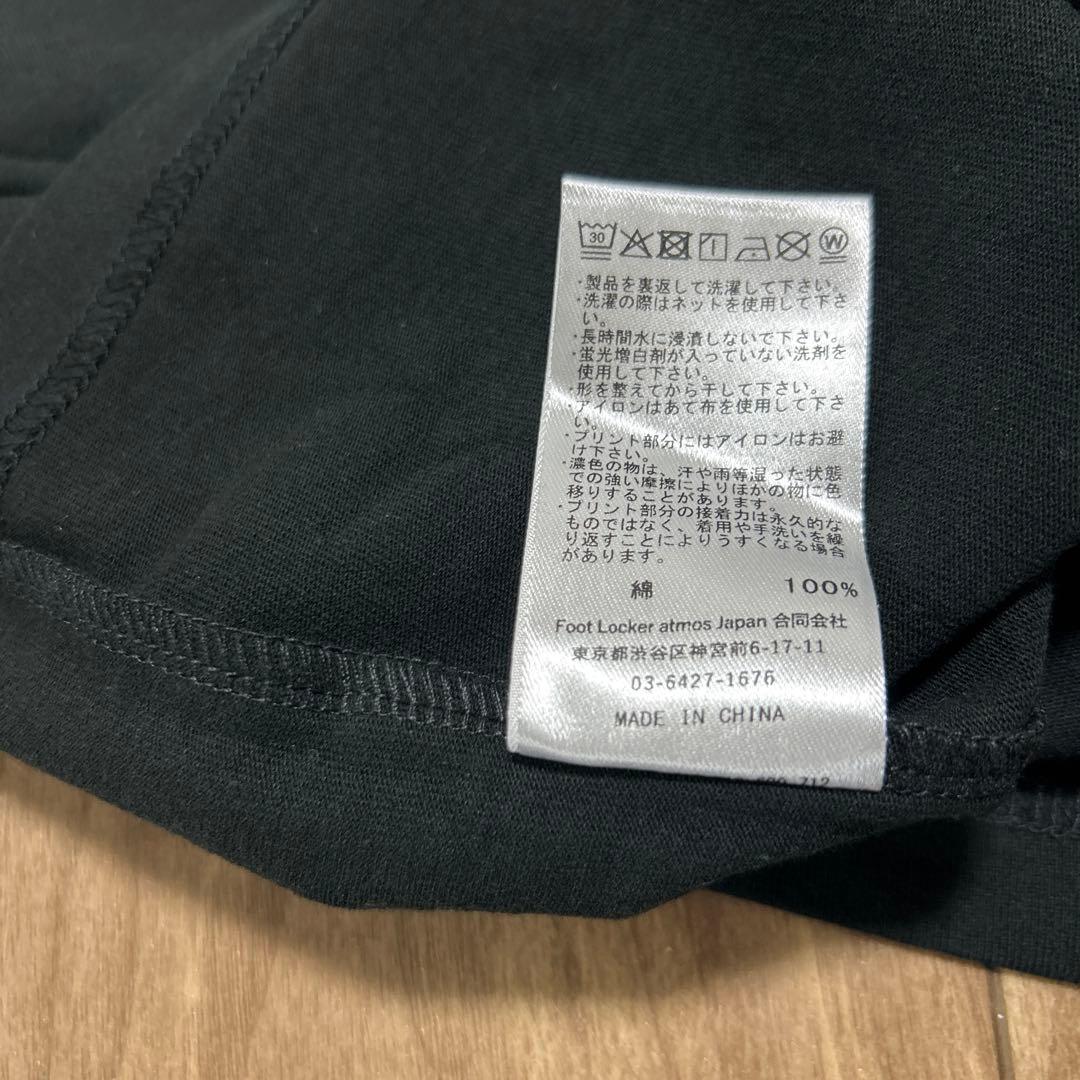 30 W
・製品を裏返して洗濯して下さい。
・洗濯の際はネットを使用して下さ
い。
・長時間水に浸漬しないで下さい。
・蛍光増白剤が入っていない洗剤を
使用して下さい。
・形を整えてから干して下さい。
・アイロンはあて布を使用して下さ
い。
・プリント部分にはアイロンはお避
け下さい。
・濃色の物は、汗や雨等湿った状態
での強い摩擦によりほかの物に色
移りすることがあります。
・プリント部分の接着力は永久的な
ものではなく、着用や手洗いを繰
り返すことによりうすくなる場合
があります。
綿 100%
Foot Locker atmos Japan 合同会社
東京都渋谷区神宮前6-17-11
03-6427-1676
MADE IN CHINA